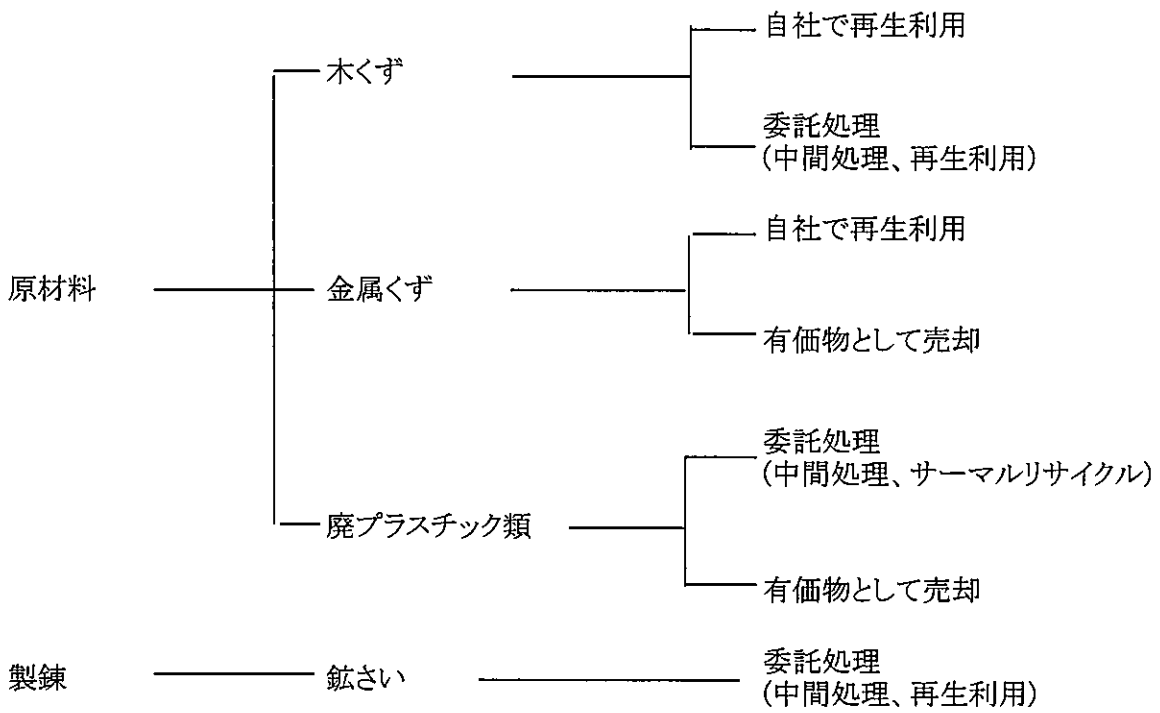 自社で再生利用
木くず
委託処理
(中間処理、再生利用)
自社で再生利用
原材料
金属くず
有価物として売却
委託処理
(中間処理、サーマルリサイクル)
廃プラスチック類
有価物として売却
製錬
鉱さい
委託処理
(中間処理、再生利用)